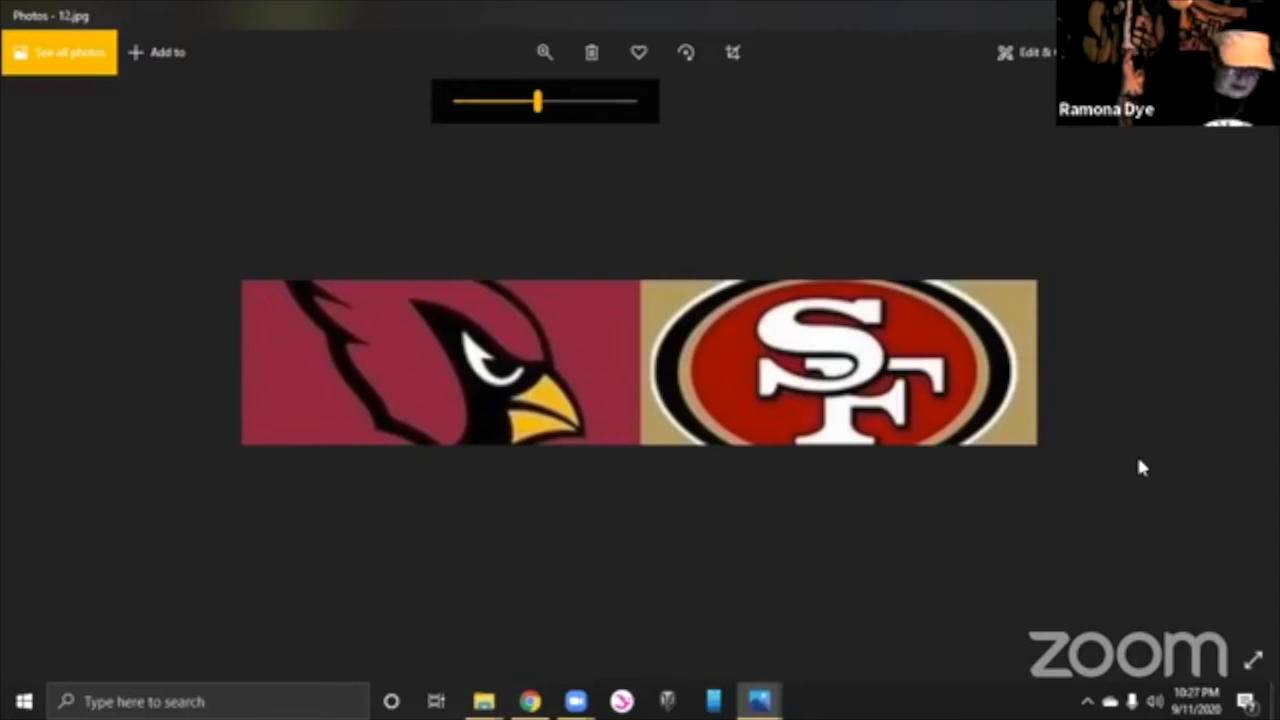 Photos - 12.jpg
See all photos
Add to
Edit &
Ramona Dye
SF
zoom
Type here to search
10:27 PM
9/11/2020